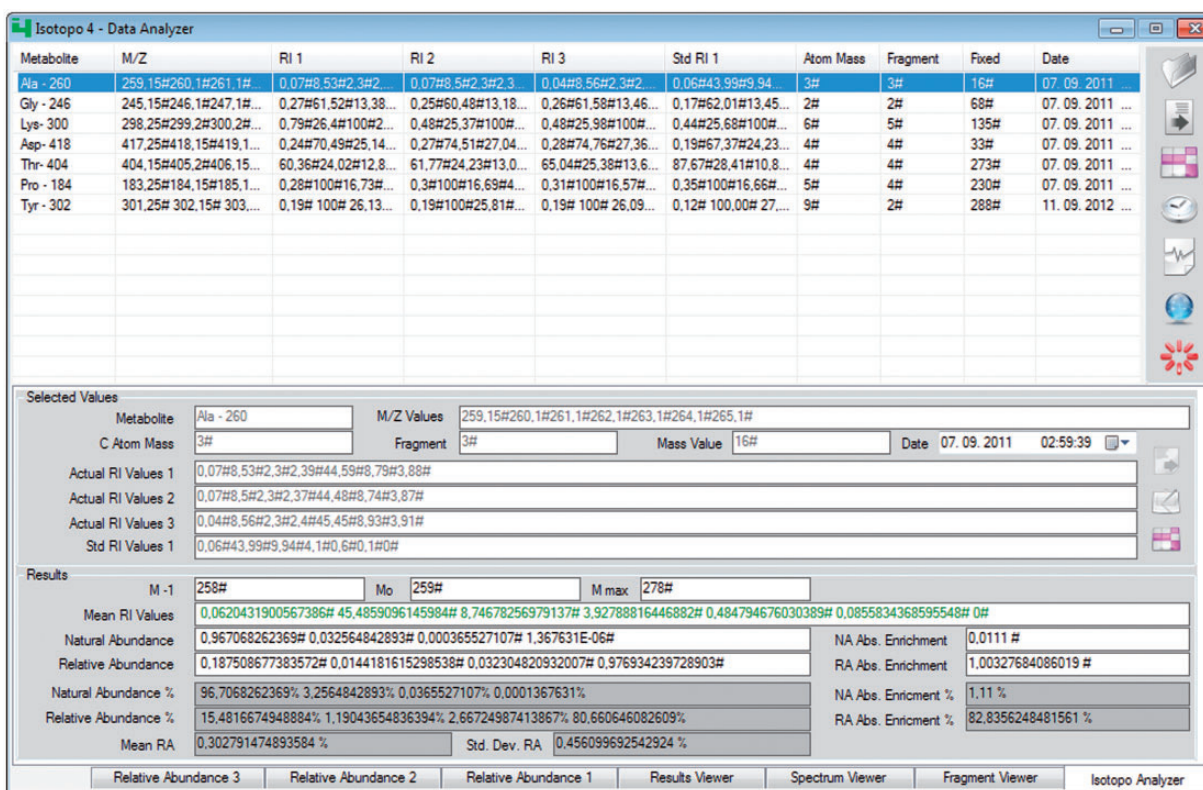 Isotopo 4 - Data Analyzer
Metabolite M/Z RI 1 RI 2 RI 3 Std RI 1 Atom Mass Fragment Fixed Date
Ala - 260 259,15#260,1#261,1#... 0,07#8,53#2,3#2,... 0,07#8,5#2,3#2,3... 0,04#8,56#2,3#2,... 0,06#43,99#9,94... 3# 3# 16# 07. 09. 2011 ...
Gly - 246 245,15#246,1#247,1#... 0,27#61,52#13,38... 0,25#60,48#13,18... 0,26#61,58#13,46... 0,17#62,01#13,45... 2# 2# 68# 07. 09. 2011 ...
Lys- 300 298,25#299,2#300,2#... 0,79#26,4#100#2... 0,48#25,37#100#... 0,48#25,98#100#... 0,44#25,68#100#... 6# 5# 135# 07. 09. 2011 ...
Asp- 418 417,25#418,15#419,1... 0,24#70,49#25,14... 0,27#74,51#27,04... 0,28#74,76#27,36... 0,19#67,37#24,23... 4# 4# 33# 07. 09. 2011 ...
Thr- 404 404,15#405,2#406,15... 60,36#24,02#12,8... 61,77#24,23#13,0... 65,04#25,38#13,6... 87,67#28,41#10,8... 4# 4# 273# 07. 09. 2011 ...
Pro - 184 183,25#184,15#185,1... 0,28#100#16,73#... 0,3#100#16,69#4... 0,31#100#16,57#... 0,35#100#16,66#... 5# 4# 230# 07. 09. 2011 ...
Tyr - 302 301,25# 302,15# 303,... 0,19# 100# 26,13... 0,19#100#25,81#... 0,19# 100# 26,09... 0,12# 100,00# 27,... 9# 2# 288# 11. 09. 2012 ...
Selected Values
Metabolite Ala - 260 M/Z Values 259,15#260,1#261,1#262,1#263,1#264,1#265,1#
C Atom Mass 3# Fragment 3# Mass Value 16# Date 07. 09. 2011 02:59:39
Actual RI Values 1 0,07#8,53#2,3#2,39#44,59#8,79#3,88#
Actual RI Values 2 0,07#8,5#2,3#2,37#44,48#8,74#3,87#
Actual RI Values 3 0,04#8,56#2,3#2,4#45,45#8,93#3,91#
Std RI Values 1 0,06#43,99#9,94#4,1#0,6#0,1#0#
Results
M -1 258# Mo 259# M max 278#
Mean RI Values 0,0620431900567386# 45,4859096145984# 8,74678256979137# 3,92788816446882# 0,484794676030389# 0,0855834368595548# 0#
Natural Abundance 0,967068262369# 0,032564842893# 0,000365527107# 1,367631E-06# NA Abs. Enrichment 0,0111 #
Relative Abundance 0,187508677383572# 0,0144181615298538# 0,032304820932007# 0,976934239728903# RA Abs. Enrichment 1,00327684086019 #
Natural Abundance % 96,7068262369% 3,2564842893% 0,0365527107% 0,0001367631% NA Abs. Enricment % 1,11 %
Relative Abundance % 15,4816674948884% 1,19043654836394% 2,66724987413867% 80,660646082609% RA Abs. Enricment % 82,8356248481561 %
Mean RA 0,302791474893584 % Std. Dev. RA 0,456099692542924 %
Relative Abundance 3 Relative Abundance 2 Relative Abundance 1 Results Viewer Spectrum Viewer Fragment Viewer Isotopo Analyzer